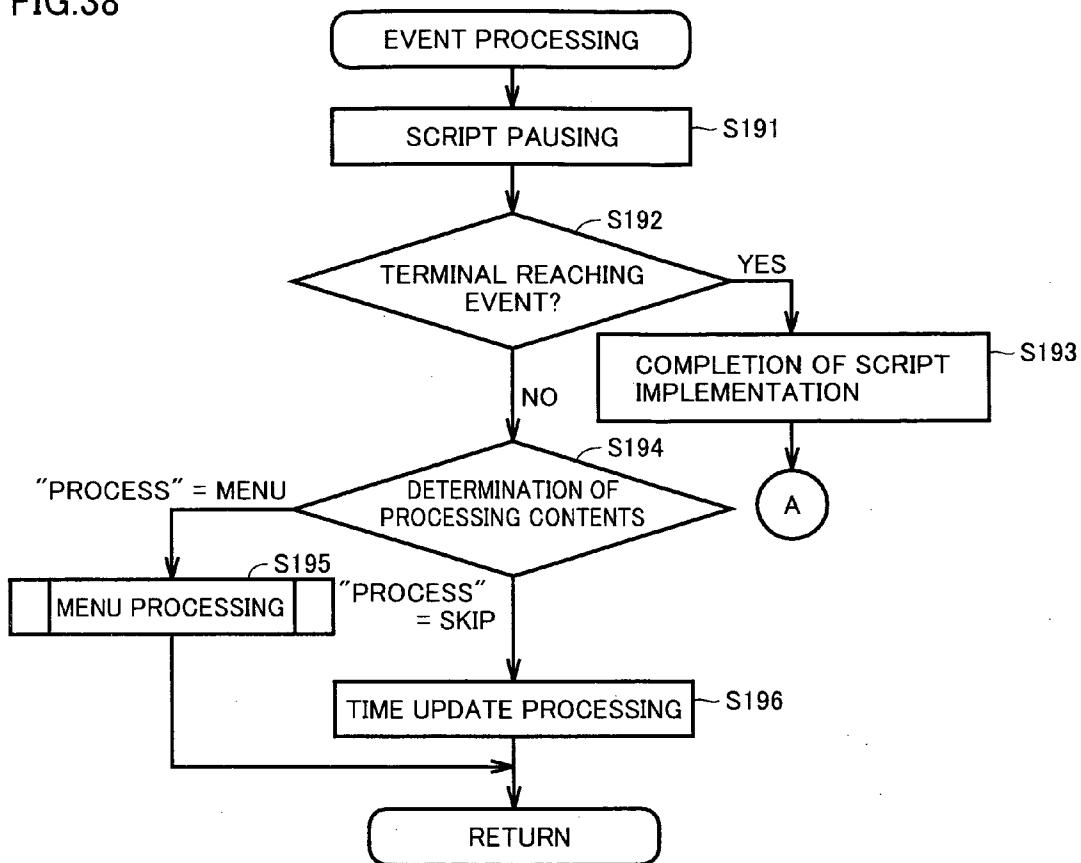 FIG.38
EVENT PROCESSING
SCRIPT PAUSING
S191
S192
TERMINAL REACHING
EVENT?
YES
COMPLETION OF SCRIPT
IMPLEMENTATION
S193
NO
A
S194
DETERMINATION OF
PROCESSING CONTENTS
"PROCESS" = MENU
S195
MENU PROCESSING
"PROCESS"
= SKIP
TIME UPDATE PROCESSING
S196
RETURN